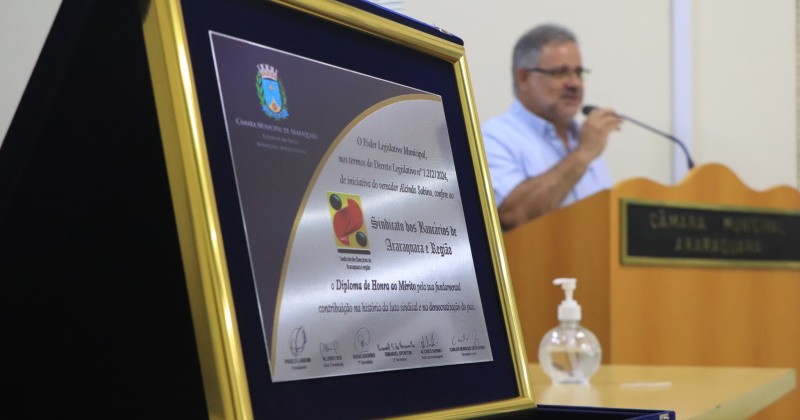 Câmara Municipal de Araraquara
O Poder Legislativo Municipal,
nos termos do Decreto Legislativo nº 1.212/2024,
de iniciativa do vereador Alcindo Sabino, confere ao
Sindicato dos Bancários de
Araraquara e Região
o Diploma de Honra ao Mérito pela sua fundamental
contribuição na história da luta sindical e na democratização do país.
CÂMARA MUNICIPAL
ARARAQUARA